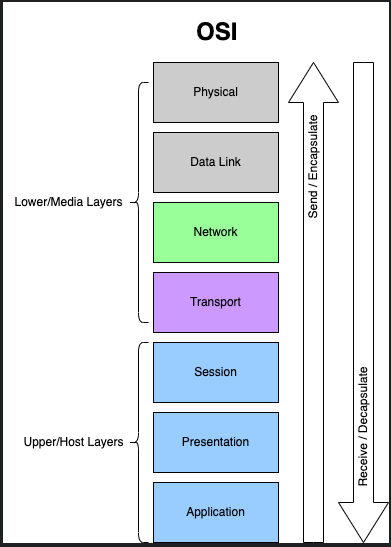 OSI
Physical
Data Link
Lower/Media Layers
Network
Transport
Session
Upper/Host Layers
Presentation
Application
Send / Encapsulate
Receive / Decapsulate